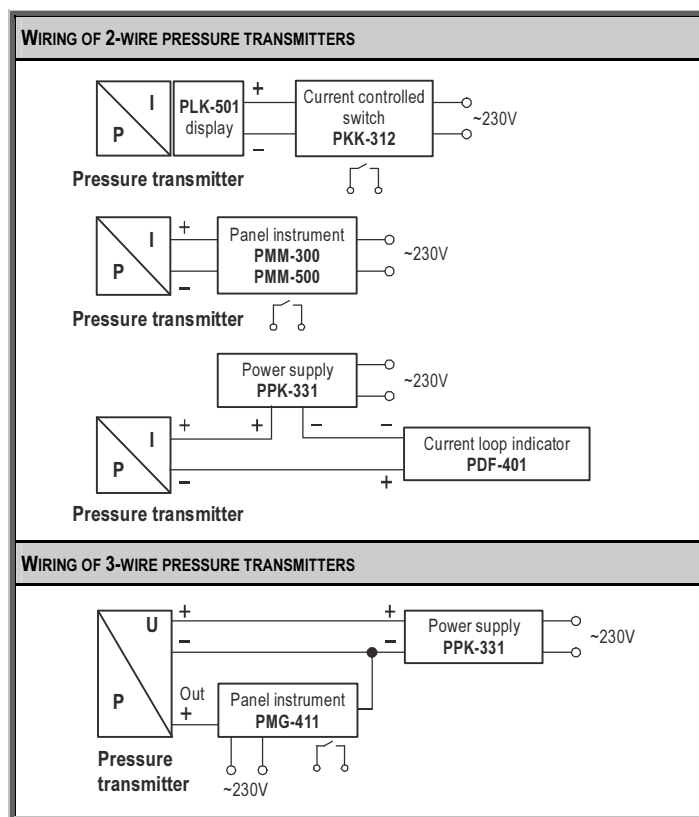 WIRING OF 2-WIRE PRESSURE TRANSMITTERS
I
P
PLK-501
display
+
–
Current controlled
switch
PKK-312
~230V
Pressure transmitter
I
P
+
–
Panel instrument
PMM-300
PMM-500
~230V
Pressure transmitter
Power supply
PPK-331
~230V
I
P
+
+
–
–
–
+
Current loop indicator
PDF-401
Pressure transmitter
WIRING OF 3-WIRE PRESSURE TRANSMITTERS
U
P
+
–
+
–
Power supply
PPK-331
~230V
Out
+
Panel instrument
PMG-411
Pressure
transmitter
~230V